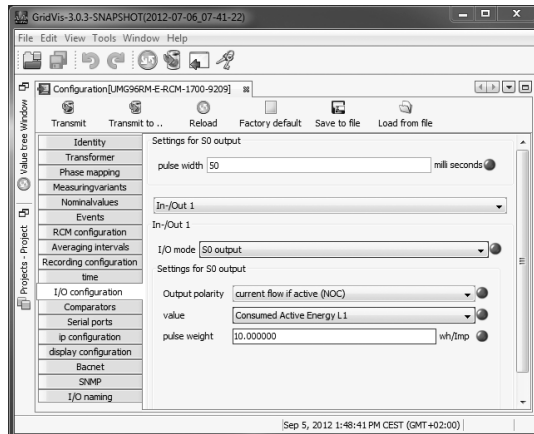 GridVis-3.0.3-SNAPSHOT(2012-07-06_07-41-22)
File Edit View Tools Window Help
Configuration[UMG96RM-E-RCM-1700-9209]
Transmit Transmit to .. Reload Factory default Save to file Load from file
Value tree Window
Projects - Project
Identity
Transformer
Phase mapping
Measuringvariants
Nominalvalues
Events
RCM configuration
Averaging intervals
Recording configuration
time
I/O configuration
Comparators
Serial ports
ip configuration
display configuration
Bacnet
SNMP
I/O naming
Settings for S0 output
pulse width 50 milli seconds
In-/Out 1
In-/Out 1
I/O mode S0 output
Settings for S0 output
Output polarity current flow if active (NOC)
value Consumed Active Energy L1
pulse weight 10.000000 wh/Imp
Sep 5, 2012 1:48:41 PM CEST (GMT+02:00)